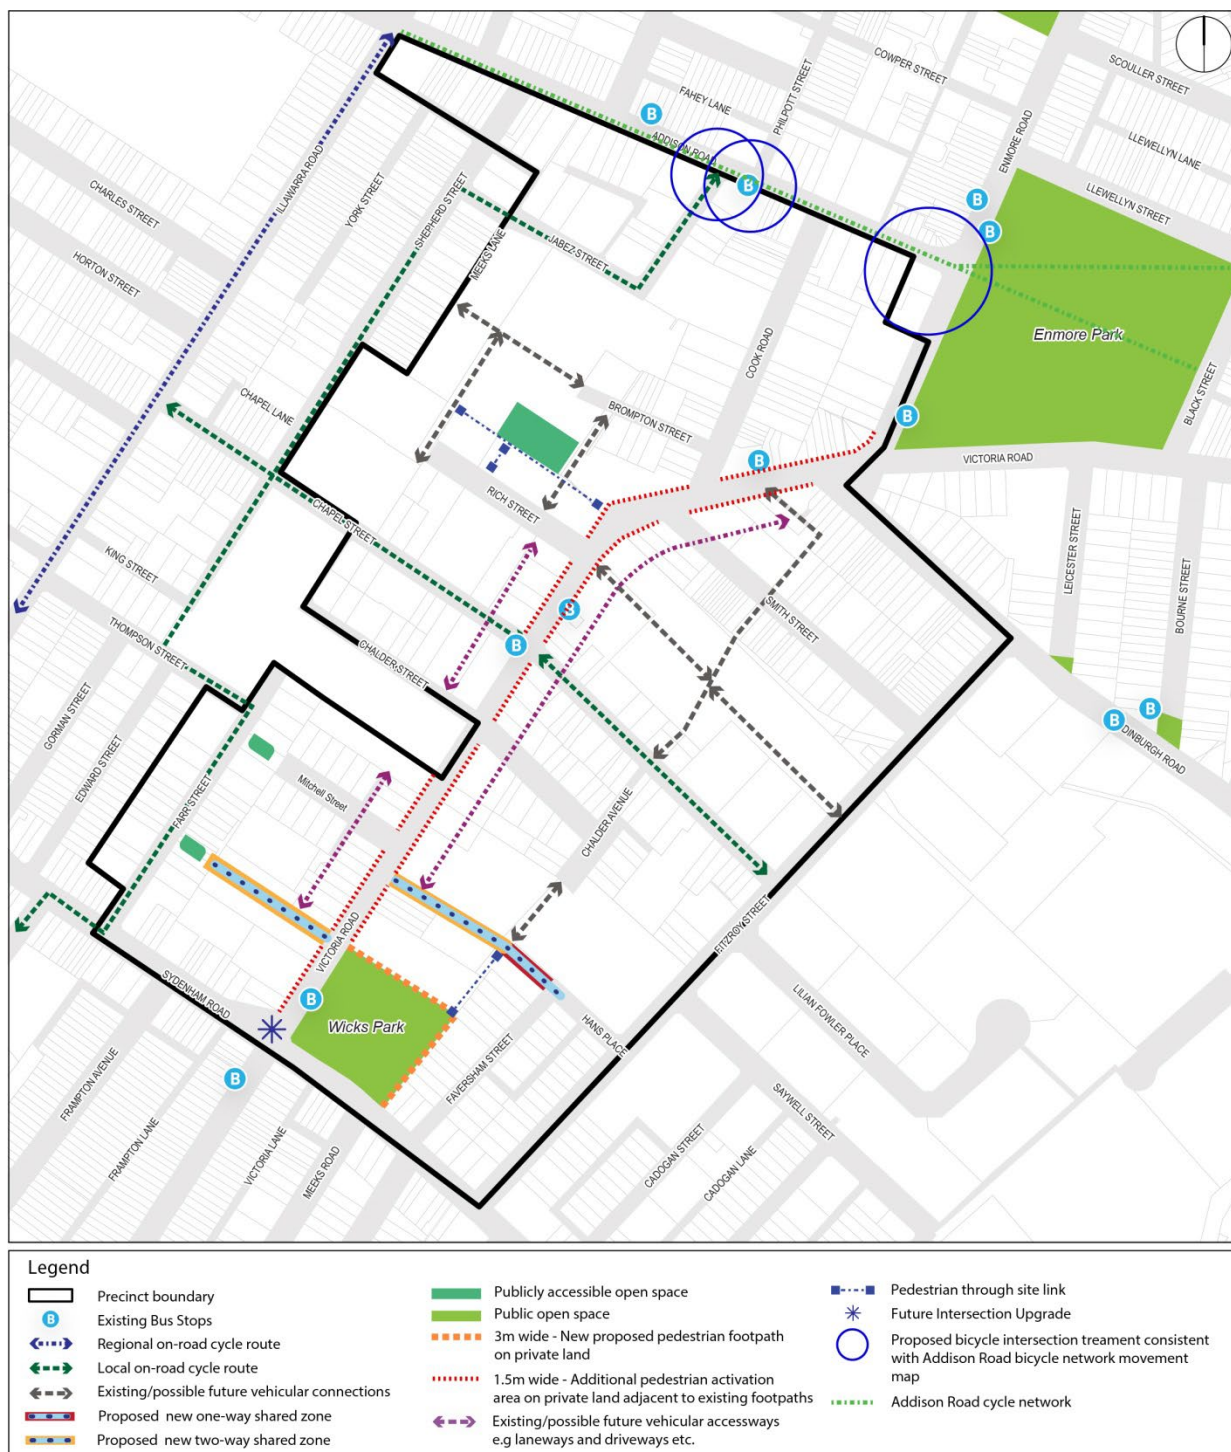 COWPER STREET
SCOULLER STREET
FAHEY LANE
PHILPOTT STREET
B
ADDISON ROAD
ENMORE ROAD
LLEWELLYN LANE
ILLAWARRA ROAD
CHARLES STREET
YORK STREET
SHEPHERD STREET
B
LLEWELLYN STREET
B
B
MEEKS LANE
JABEZ STREET
HORTON STREET
Enmore Park
COOK ROAD
BLACK STREET
CHAPEL LANE
BROMPTON STREET
B
B
VICTORIA ROAD
RICH STREET
CHAPEL STREET
LEICESTER STREET
KING STREET
BOURNE STREET
B
SMITH STREET
THOMPSON STREET
B
CHALDER STREET
GORMAN STREET
B
B
DINBURGH ROAD
EDWARD STREET
Mitchell Street
FARR STREET
CHALDER AVENUE
VICTORIA ROAD
FITZROY STREET
SYDENHAM ROAD
B
Wicks Park
HANS PLACE
LILIAN FOWLER PLACE
FRAMPTON AVENUE
B
FAVERSHAM STREET
SAYWELL STREET
FRAMPTON LANE
VICTORIA LANE
MEEKS ROAD
CADOGAN STREET
CADOGAN LANE
Legend
Precinct boundary
B Existing Bus Stops
Regional on-road cycle route
Local on-road cycle route
Existing/possible future vehicular connections
Proposed new one-way shared zone
Proposed new two-way shared zone
Publicly accessible open space
Public open space
3m wide - New proposed pedestrian footpath
on private land
1.5m wide - Additional pedestrian activation
area on private land adjacent to existing footpaths
Existing/possible future vehicular accessways
e.g laneways and driveways etc.
Pedestrian through site link
Future Intersection Upgrade
Proposed bicycle intersection treament consistent
with Addison Road bicycle network movement
map
Addison Road cycle network